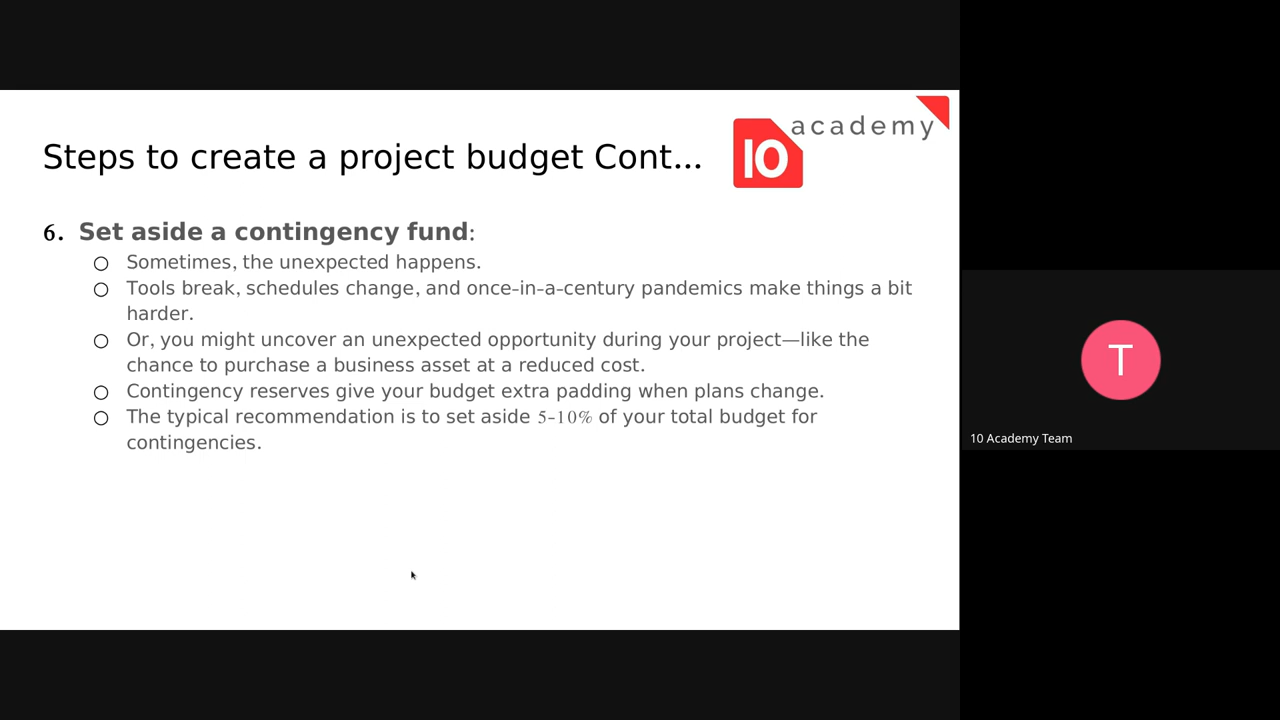 academy
10
Steps to create a project budget Cont...
6. Set aside a contingency fund:
○ Sometimes, the unexpected happens.
○ Tools break, schedules change, and once-in-a-century pandemics make things a bit
harder.
○ Or, you might uncover an unexpected opportunity during your project—like the
chance to purchase a business asset at a reduced cost.
○ Contingency reserves give your budget extra padding when plans change.
○ The typical recommendation is to set aside 5-10% of your total budget for
contingencies.
T
10 Academy Team